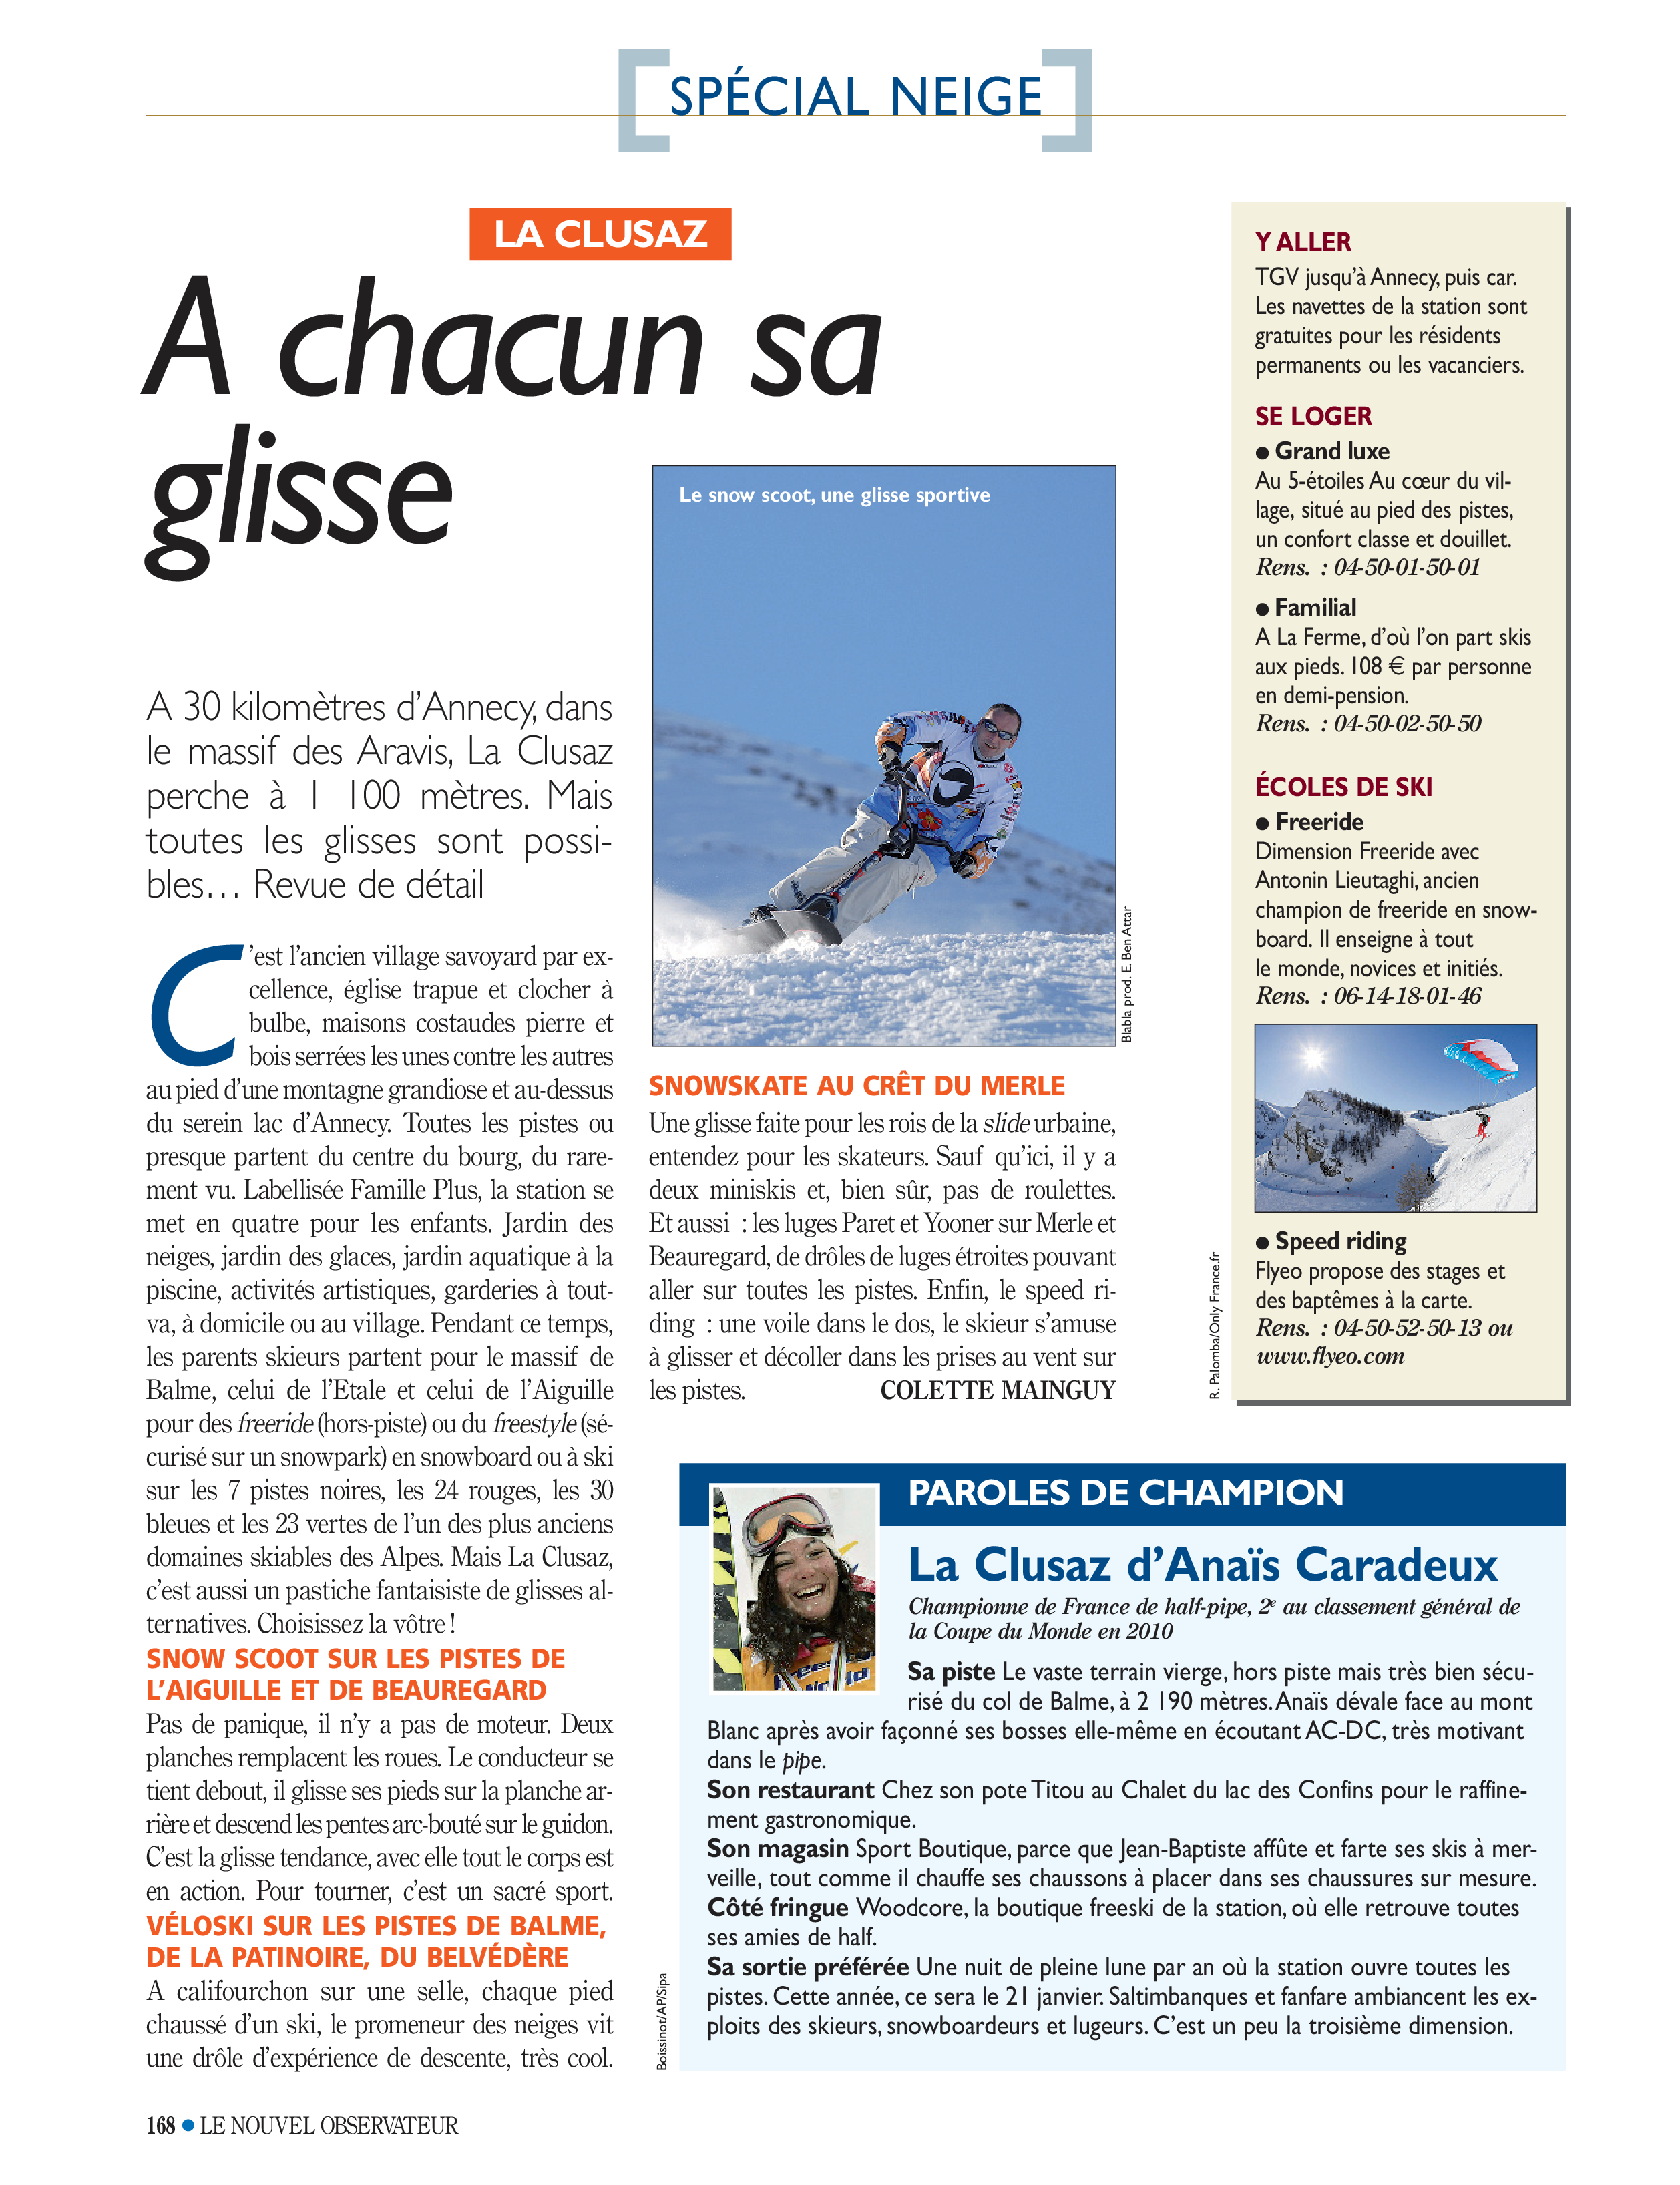 SPÉCIAL NEIGE
LA CLUSAZ
A chacun sa
glisse
A 30 kilomètres d'Annecy, dans
le massif des Aravis, La Clusaz
perche à 1 100 mètres. Mais
toutes les glisses sont possi-
bles… Revue de détail
C'est l'ancien village savoyard par ex-
cellence, église trapue et clocher à
bulbe, maisons costaudes pierre et
bois serrées les unes contre les autres
au pied d'une montagne grandiose et au-dessus
du serein lac d'Annecy. Toutes les pistes ou
presque partent du centre du bourg, du rare-
ment vu. Labellisée Famille Plus, la station se
met en quatre pour les enfants. Jardin des
neiges, jardin des glaces, jardin aquatique à la
piscine, activités artistiques, garderies à tout-
va, à domicile ou au village. Pendant ce temps,
les parents skieurs partent pour le massif de
Balme, celui de l'Etale et celui de l'Aiguille
pour des freeride (hors-piste) ou du freestyle (sé-
curisé sur un snowpark) en snowboard ou à ski
sur les 7 pistes noires, les 24 rouges, les 30
bleues et les 23 vertes de l'un des plus anciens
domaines skiables des Alpes. Mais La Clusaz,
c'est aussi un pastiche fantaisiste de glisses al-
ternatives. Choisissez la vôtre !
SNOW SCOOT SUR LES PISTES DE
L'AIGUILLE ET DE BEAUREGARD
Pas de panique, il n'y a pas de moteur. Deux
planches remplacent les roues. Le conducteur se
tient debout, il glisse ses pieds sur la planche ar-
rière et descend les pentes arc-bouté sur le guidon.
C'est la glisse tendance, avec elle tout le corps est
en action. Pour tourner, c'est un sacré sport.
VÉLOSKI SUR LES PISTES DE BALME,
DE LA PATINOIRE, DU BELVÉDÈRE
A califourchon sur une selle, chaque pied
chaussé d'un ski, le promeneur des neiges vit
une drôle d'expérience de descente, très cool.
Le snow scoot, une glisse sportive
Blabla prod. E. Ben Attar
SNOWSKATE AU CRÊT DU MERLE
Une glisse faite pour les rois de la slide urbaine,
entendez pour les skateurs. Sauf qu'ici, il y a
deux miniskis et, bien sûr, pas de roulettes.
Et aussi : les luges Paret et Yooner sur Merle et
Beauregard, de drôles de luges étroites pouvant
aller sur toutes les pistes. Enfin, le speed ri-
ding : une voile dans le dos, le skieur s'amuse
à glisser et décoller dans les prises au vent sur
les pistes. COLETTE MAINGUY
Y ALLER
TGV jusqu'à Annecy, puis car.
Les navettes de la station sont
gratuites pour les résidents
permanents ou les vacanciers.
SE LOGER
● Grand luxe
Au 5-étoiles Au cœur du vil-
lage, situé au pied des pistes,
un confort classe et douillet.
Rens. : 04-50-01-50-01
● Familial
A La Ferme, d'où l'on part skis
aux pieds. 108 € par personne
en demi-pension.
Rens. : 04-50-02-50-50
ÉCOLES DE SKI
● Freeride
Dimension Freeride avec
Antonin Lieutaghi, ancien
champion de freeride en snow-
board. Il enseigne à tout
le monde, novices et initiés.
Rens. : 06-14-18-01-46
● Speed riding
Flyeo propose des stages et
des baptêmes à la carte.
Rens. : 04-50-52-50-13 ou
www.flyeo.com
R. Palomba/Only France.fr
PAROLES DE CHAMPION
La Clusaz d'Anaïs Caradeux
Championne de France de half-pipe, 2e au classement général de
la Coupe du Monde en 2010
Sa piste Le vaste terrain vierge, hors piste mais très bien sécu-
risé du col de Balme, à 2 190 mètres. Anaïs dévale face au mont
Blanc après avoir façonné ses bosses elle-même en écoutant AC-DC, très motivant
dans le pipe.
Son restaurant Chez son pote Titou au Chalet du lac des Confins pour le raffine-
ment gastronomique.
Son magasin Sport Boutique, parce que Jean-Baptiste affûte et farte ses skis à mer-
veille, tout comme il chauffe ses chaussons à placer dans ses chaussures sur mesure.
Côté fringue Woodcore, la boutique freeski de la station, où elle retrouve toutes
ses amies de half.
Sa sortie préférée Une nuit de pleine lune par an où la station ouvre toutes les
pistes. Cette année, ce sera le 21 janvier. Saltimbanques et fanfare ambiancent les ex-
ploits des skieurs, snowboardeurs et lugeurs. C'est un peu la troisième dimension.
Boissinot/AP/Sipa
168 ● LE NOUVEL OBSERVATEUR